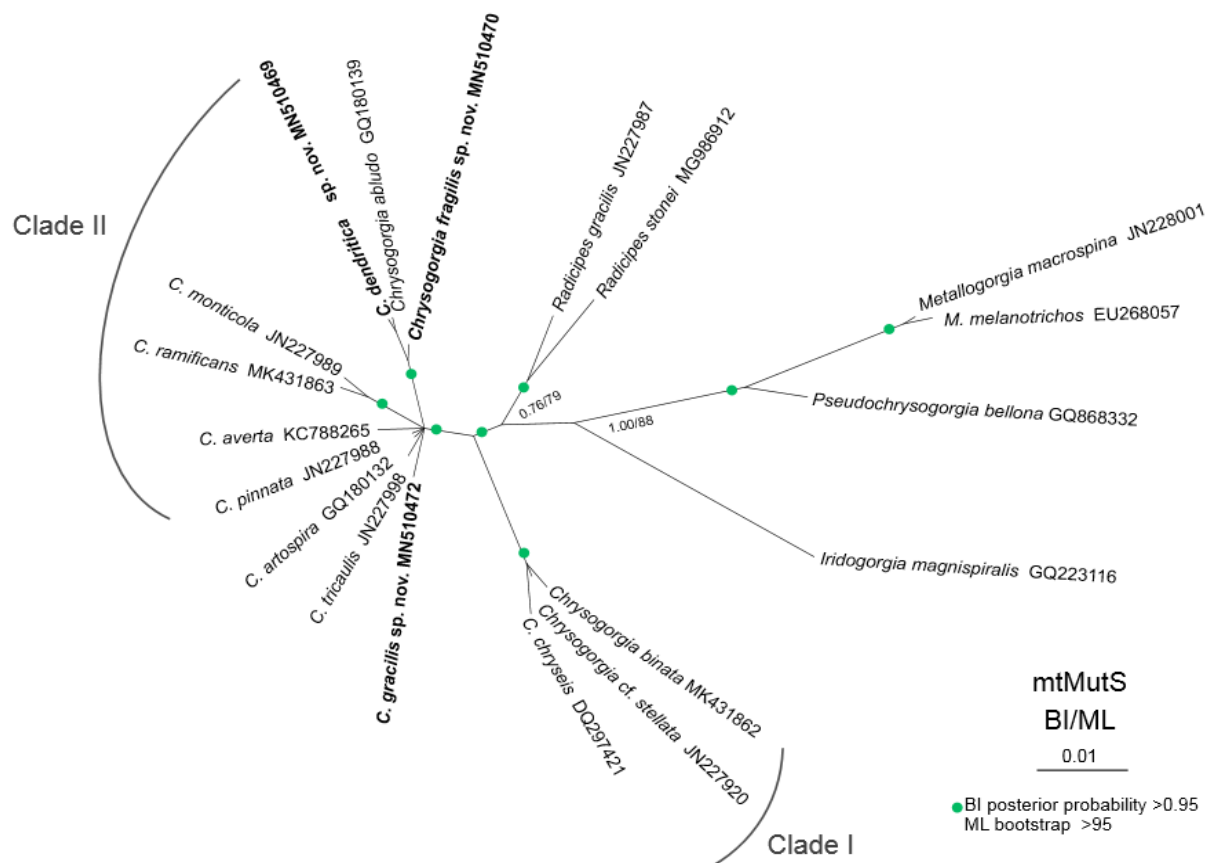 Clade II
C. dendritica sp. nov. MN510469
Chrysogorgia abludo GQ180139
Chrysogorgia fragilis sp. nov. MN510470
Radicipes gracilis JN227987
Radicipes stonei MG986912
Metallogorgia macrospina JN228001
M. melanotrichos EU268057
Pseudochrysogorgia bellona GQ868332
Iridogorgia magnispiralis GQ223116
C. monticola JN227989
C. ramificans MK431863
C. averta KC788265
C. pinnata JN227988
C. artospira GQ180132
C. tricaulis JN227998
C. gracilis sp. nov. MN510472
0.76/79
1.00/88
Chrysogorgia binata MK431862
Chrysogorgia cf. stellata JN227920
C. chryseis DQ297421
Clade I
mtMutS
BI/ML
0.01
BI posterior probability >0.95
ML bootstrap >95